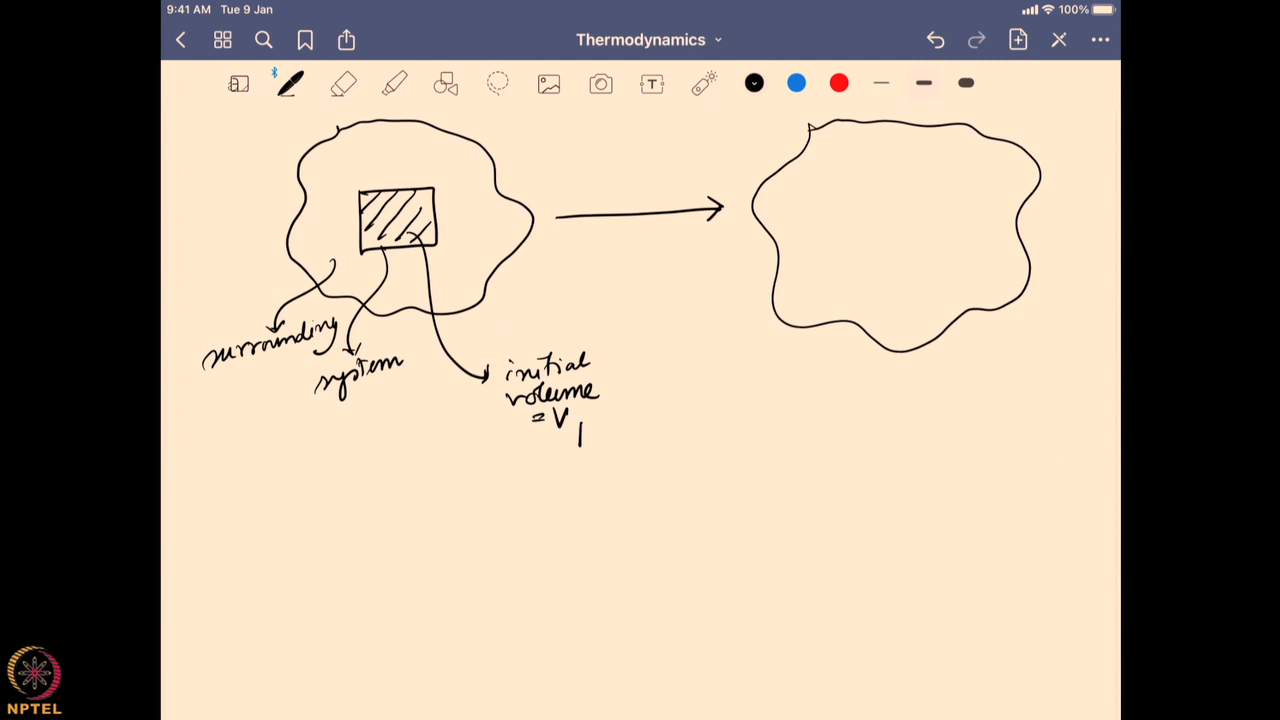 9:41 AM Tue 9 Jan
100%
Thermodynamics
T
surrounding
system
initial
volume
= V1
NPTEL